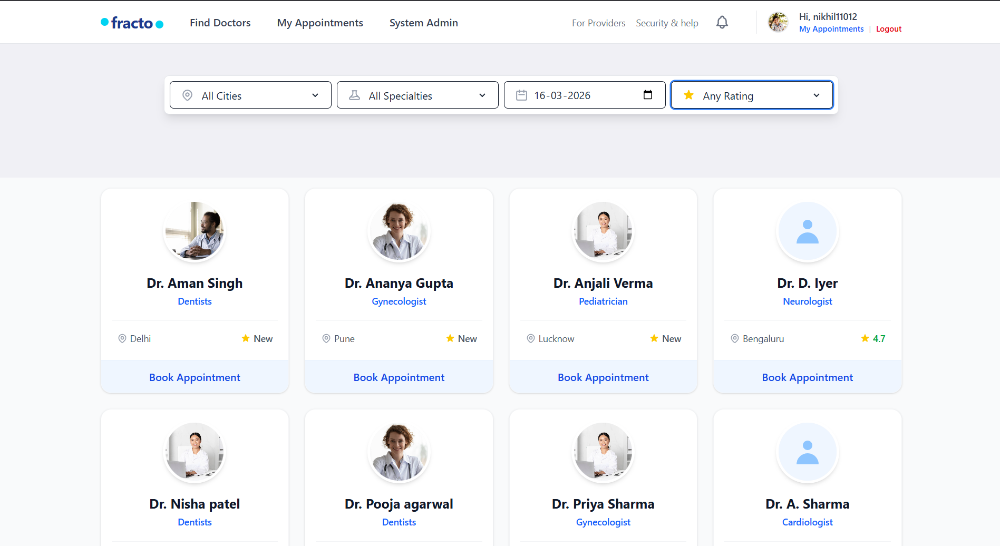 fracto
Find Doctors
My Appointments
System Admin
For Providers
Security & help
Hi, nikhil11012
My Appointments | Logout
All Cities
All Specialties
16-03-2026
Any Rating
Dr. Aman Singh
Dentists
Delhi
New
Book Appointment
Dr. Ananya Gupta
Gynecologist
Pune
New
Book Appointment
Dr. Anjali Verma
Pediatrician
Lucknow
New
Book Appointment
Dr. D. Iyer
Neurologist
Bengaluru
4.7
Book Appointment
Dr. Nisha patel
Dentists
Dr. Pooja agarwal
Dentists
Dr. Priya Sharma
Gynecologist
Dr. A. Sharma
Cardiologist